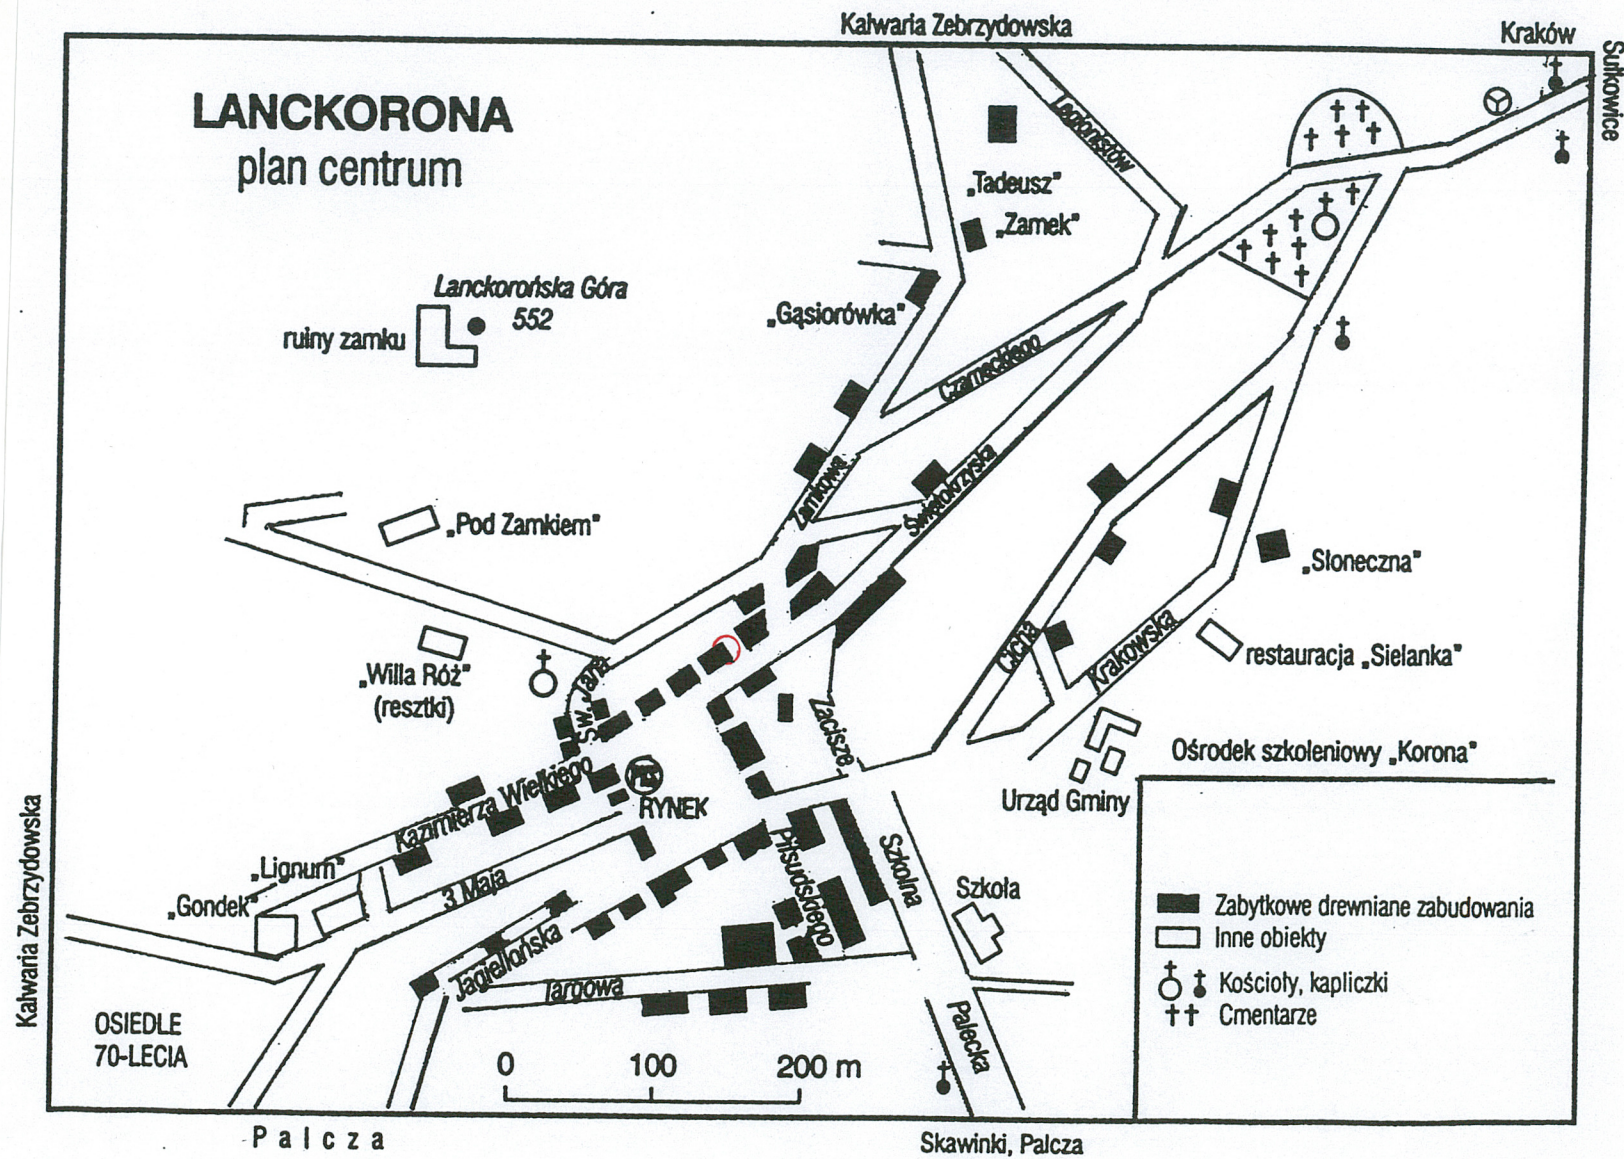 Kalwaria Zebrzydowska
Kraków
Sułkowice
LANCKORONA
plan centrum
Legionistów
„Tadeusz"
„Zamek"
Lanckorońska Góra
552
ruiny zamku
„Gąsiorówka"
Czarneckiego
Zamkowa
Świętokrzyska
„Pod Zamkiem"
„Słoneczna"
Cicha
Krakowska
restauracja „Sielanka"
„Willa Róż"
(resztki)
Św. Jana
Zacisze
Ośrodek szkoleniowy „Korona"
Urząd Gminy
Kazimierza Wielkiego
RYNEK
Kalwaria Zebrzydowska
„Lignum"
„Gondek"
3 Maja
Piłsudskiego
Szkolna
Szkoła
Jagiellońska
Targowa
Zabytkowe drewniane zabudowania
Inne obiekty
Kościoły, kapliczki
Cmentarze
OSIEDLE
70-LECIA
Palecka
0 100 200 m
Palcza
Skawinki, Palcza